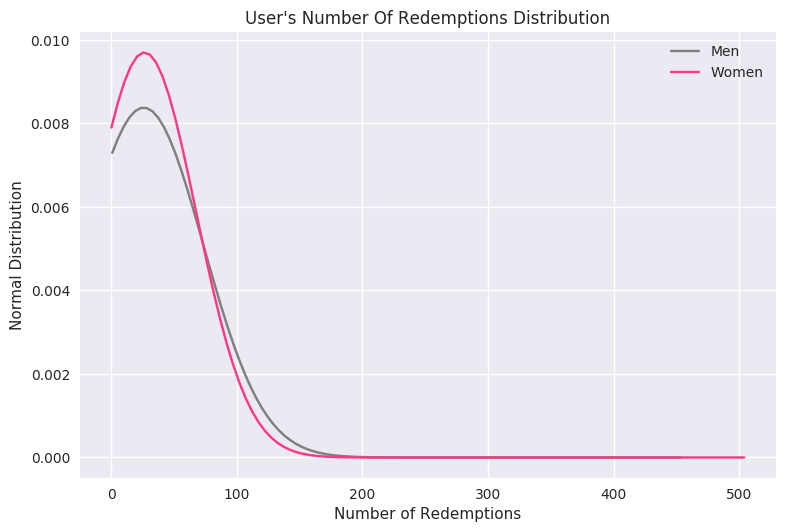 User's Number Of Redemptions Distribution
Men
Women
Normal Distribution
0.010
0.008
0.006
0.004
0.002
0.000
0 100 200 300 400 500
Number of Redemptions